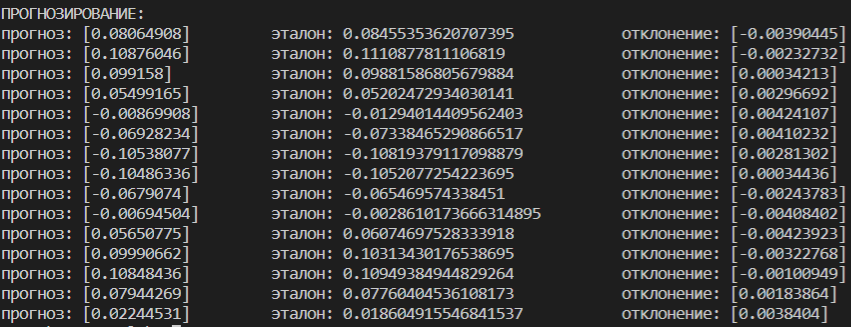 ПРОГНОЗИРОВАНИЕ:
прогноз: [0.08064908] эталон: 0.08455353620707395 отклонение: [-0.00390445]
прогноз: [0.10876046] эталон: 0.1110877811106819 отклонение: [-0.00232732]
прогноз: [0.099158] эталон: 0.09881586805679884 отклонение: [0.00034213]
прогноз: [0.05499165] эталон: 0.05202472934030141 отклонение: [0.00296692]
прогноз: [-0.00869908] эталон: -0.01294014409562403 отклонение: [0.00424107]
прогноз: [-0.06928234] эталон: -0.07338465290866517 отклонение: [0.00410232]
прогноз: [-0.10538077] эталон: -0.10819379117098879 отклонение: [0.00281302]
прогноз: [-0.10486336] эталон: -0.1052077254223695 отклонение: [0.00034436]
прогноз: [-0.0679074] эталон: -0.065469574338451 отклонение: [-0.00243783]
прогноз: [-0.00694504] эталон: -0.0028610173666314895 отклонение: [-0.00408402]
прогноз: [0.05650775] эталон: 0.06074697528333918 отклонение: [-0.00423923]
прогноз: [0.09990662] эталон: 0.10313430176538695 отклонение: [-0.00322768]
прогноз: [0.10848436] эталон: 0.10949384944829264 отклонение: [-0.00100949]
прогноз: [0.07944269] эталон: 0.07760404536108173 отклонение: [0.00183864]
прогноз: [0.02244531] эталон: 0.018604915546841537 отклонение: [0.0038404]